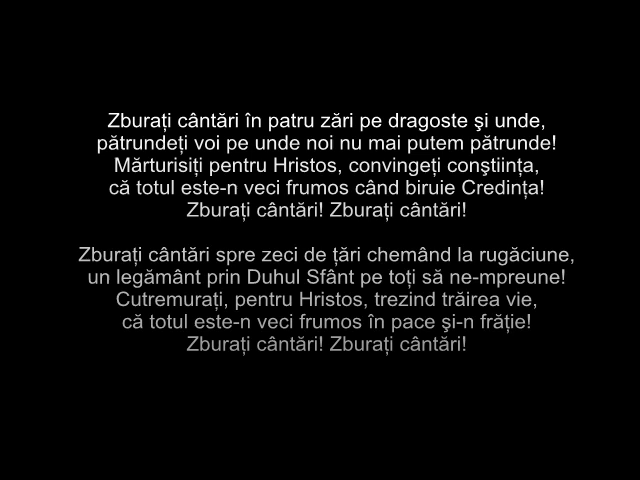 Zburați cântări în patru zări pe dragoste şi unde,
pătrundeți voi pe unde noi nu mai putem pătrunde!
Mărturisiți pentru Hristos, convingeți conştiința,
că totul este-n veci frumos când biruie Credința!
Zburați cântări! Zburați cântări!
Zburați cântări spre zeci de țări chemând la rugăciune,
un legământ prin Duhul Sfânt pe toți să ne-mpreune!
Cutremurați, pentru Hristos, trezind trăirea vie,
că totul este-n veci frumos în pace şi-n frăție!
Zburați cântări! Zburați cântări!